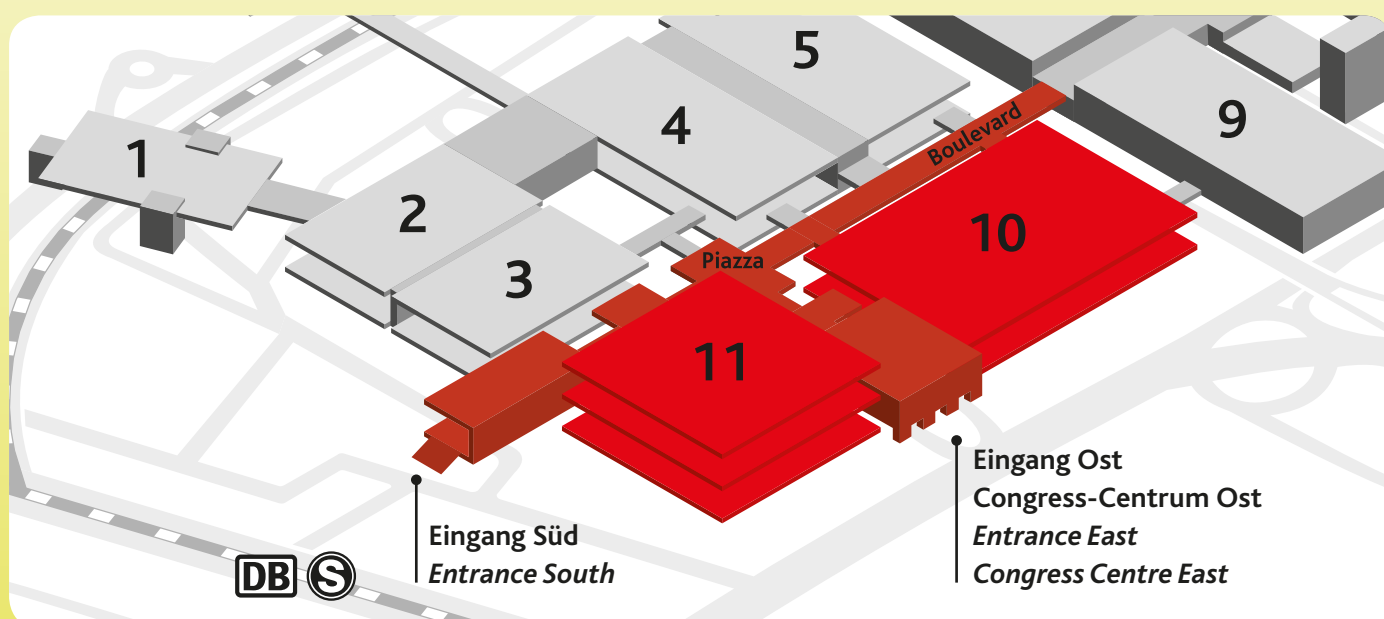 5
4
9
1
Boulevard
2
10
Piazza
3
11
Eingang Ost
Congress-Centrum Ost
Entrance East
Congress Centre East
Eingang Süd
Entrance South
DB
S